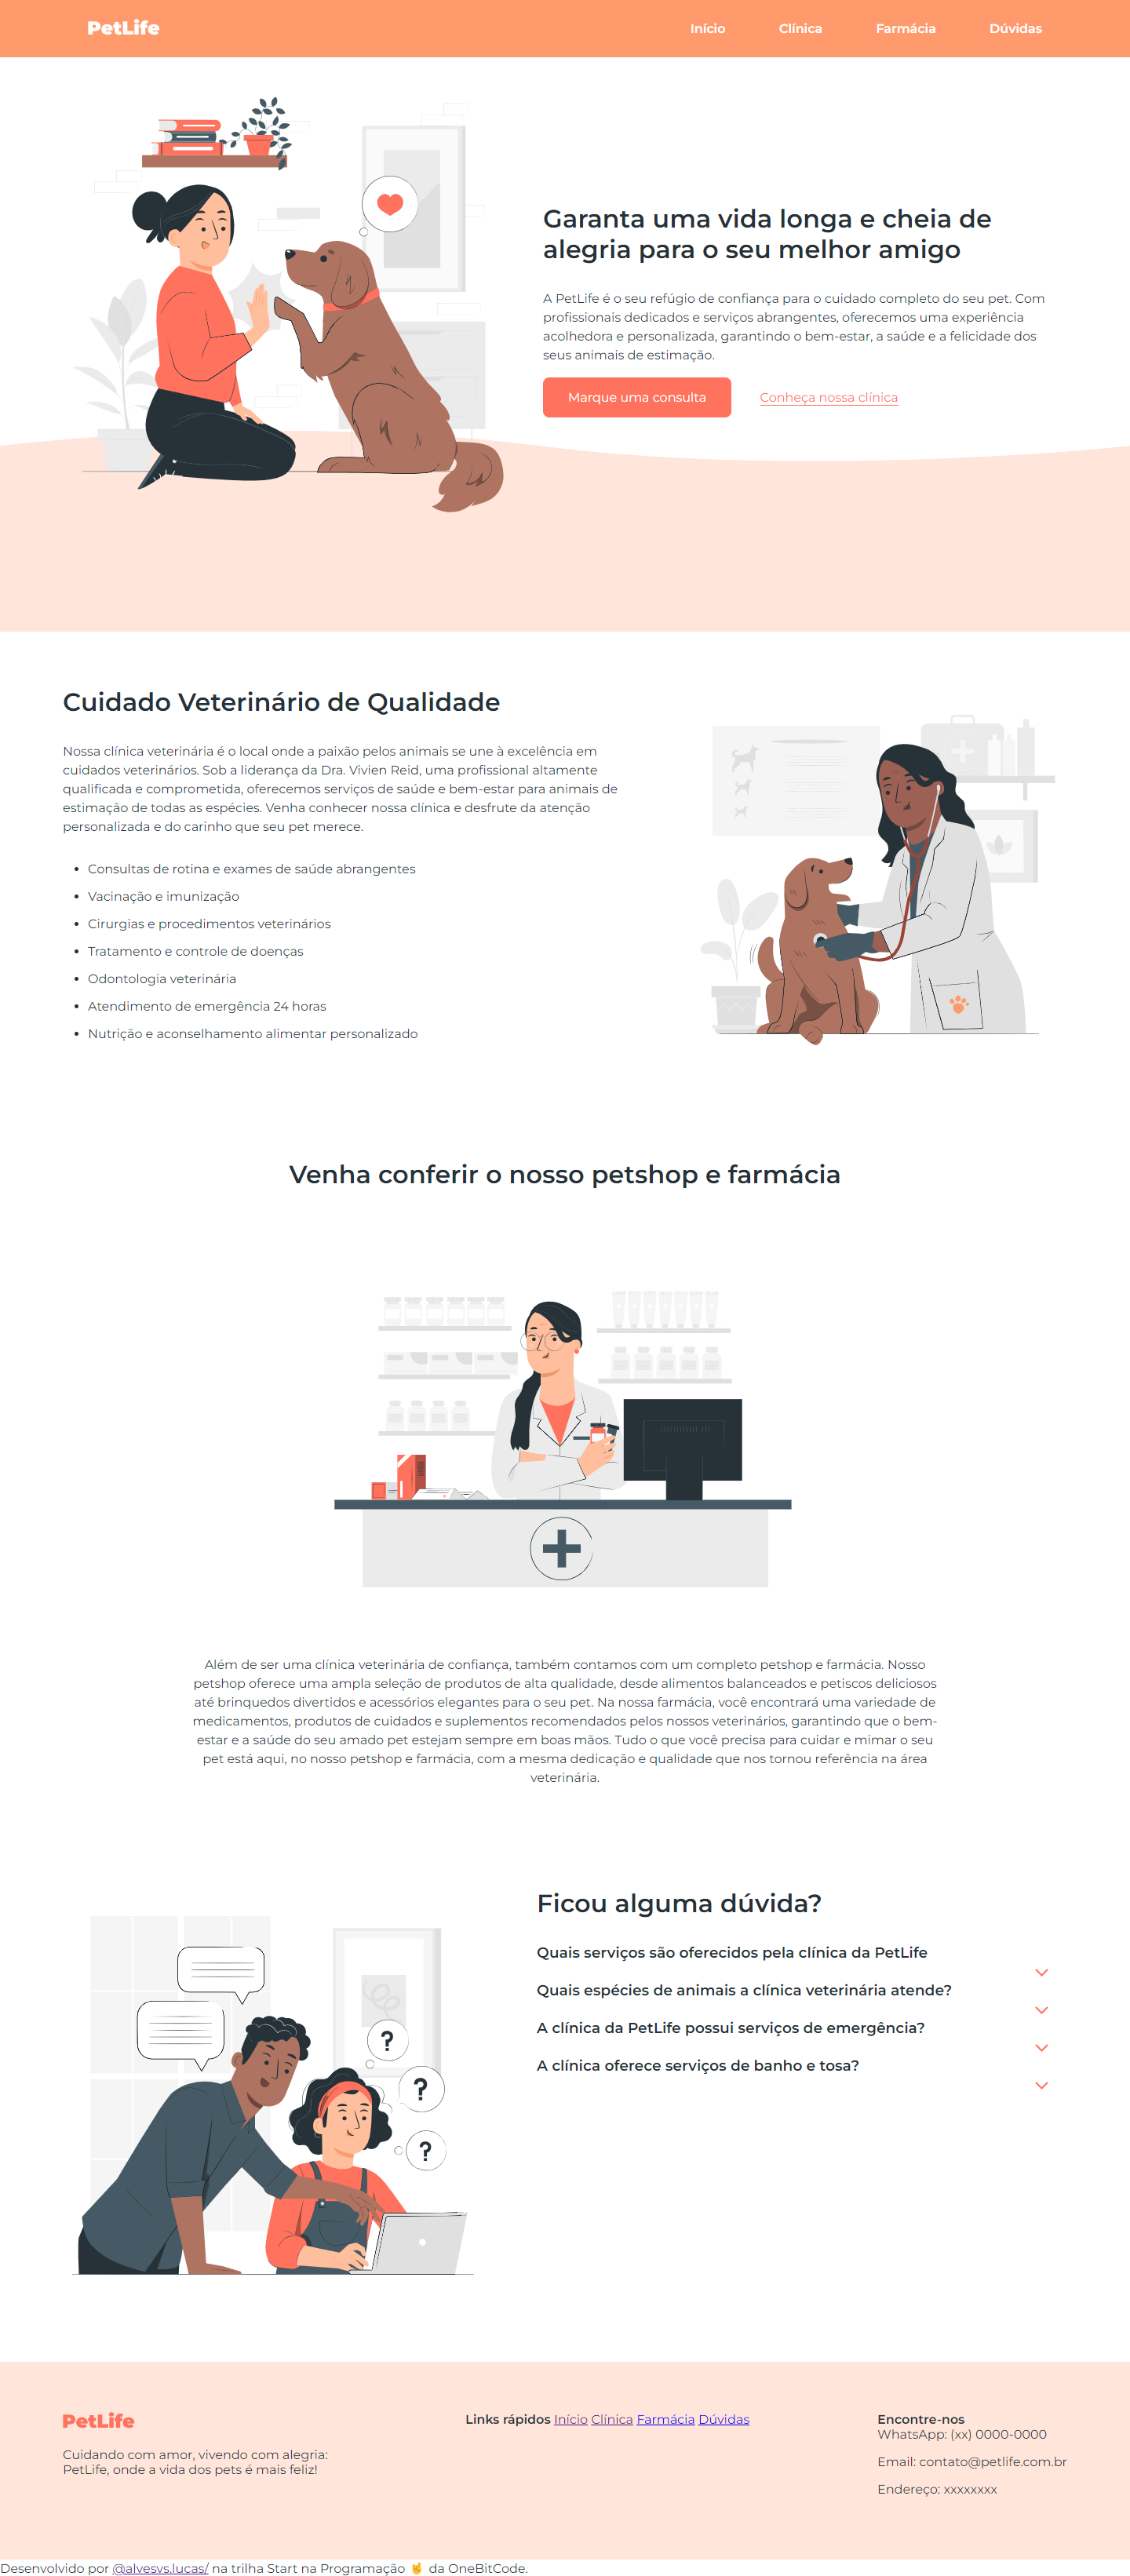 PetLife
Início Clínica Farmácia Dúvidas
Garanta uma vida longa e cheia de
alegria para o seu melhor amigo
A PetLife é o seu refúgio de confiança para o cuidado completo do seu pet. Com
profissionais dedicados e serviços abrangentes, oferecemos uma experiência
acolhedora e personalizada, garantindo o bem-estar, a saúde e a felicidade dos
seus animais de estimação.
Marque uma consulta
Conheça nossa clínica
Cuidado Veterinário de Qualidade
Nossa clínica veterinária é o local onde a paixão pelos animais se une à excelência em
cuidados veterinários. Sob a liderança da Dra. Vivien Reid, uma profissional altamente
qualificada e comprometida, oferecemos serviços de saúde e bem-estar para animais de
estimação de todas as espécies. Venha conhecer nossa clínica e desfrute da atenção
personalizada e do carinho que seu pet merece.
• Consultas de rotina e exames de saúde abrangentes
• Vacinação e imunização
• Cirurgias e procedimentos veterinários
• Tratamento e controle de doenças
• Odontologia veterinária
• Atendimento de emergência 24 horas
• Nutrição e aconselhamento alimentar personalizado
Venha conferir o nosso petshop e farmácia
Além de ser uma clínica veterinária de confiança, também contamos com um completo petshop e farmácia. Nosso
petshop oferece uma ampla seleção de produtos de alta qualidade, desde alimentos balanceados e petiscos deliciosos
até brinquedos divertidos e acessórios elegantes para o seu pet. Na nossa farmácia, você encontrará uma variedade de
medicamentos, produtos de cuidados e suplementos recomendados pelos nossos veterinários, garantindo que o bem-
estar e a saúde do seu amado pet estejam sempre em boas mãos. Tudo o que você precisa para cuidar e mimar o seu
pet está aqui, no nosso petshop e farmácia, com a mesma dedicação e qualidade que nos tornou referência na área
veterinária.
?
?
?
Ficou alguma dúvida?
Quais serviços são oferecidos pela clínica da PetLife
Quais espécies de animais a clínica veterinária atende?
A clínica da PetLife possui serviços de emergência?
A clínica oferece serviços de banho e tosa?
PetLife
Cuidando com amor, vivendo com alegria:
PetLife, onde a vida dos pets é mais feliz!
Links rápidos Início Clínica Farmácia Dúvidas
Encontre-nos
WhatsApp: (xx) 0000-0000
Email: contato@petlife.com.br
Endereço: xxxxxxxx
Desenvolvido por @alvesvs.lucas/ na trilha Start na Programação 🤘 da OneBitCode.